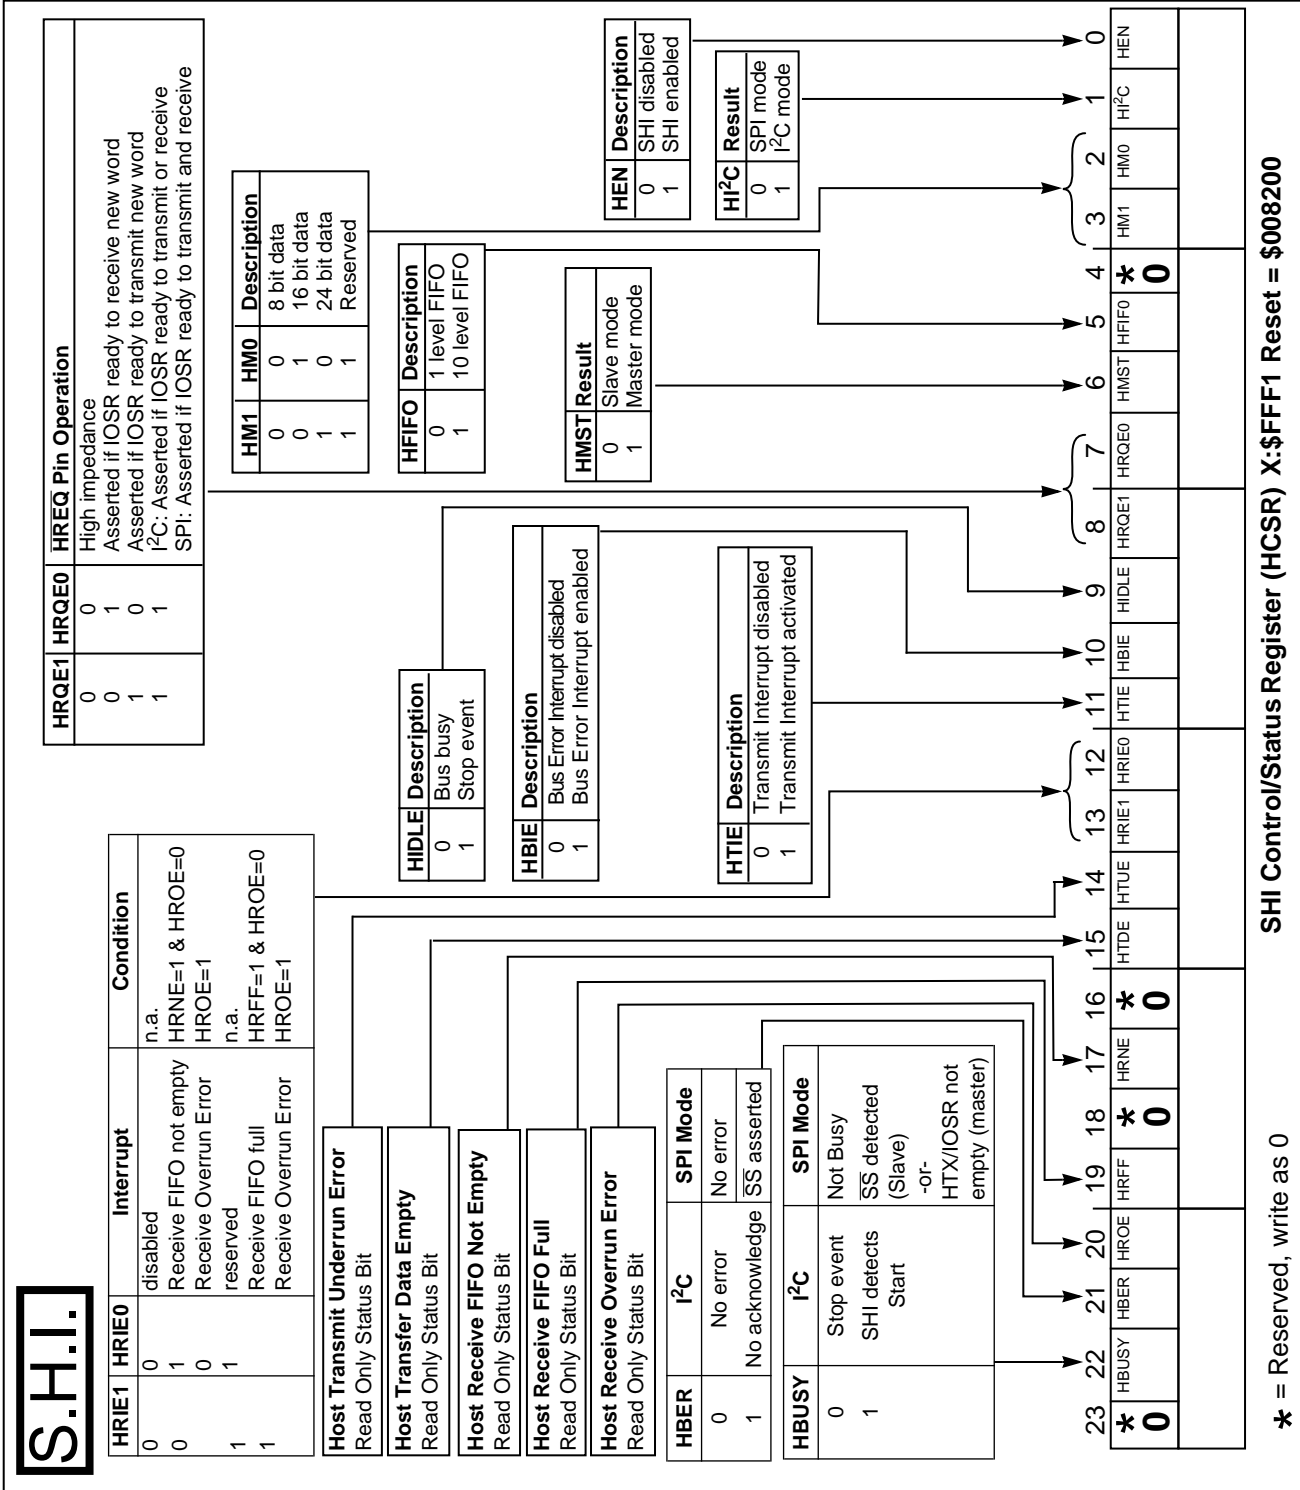 S.H.I.
HRIE1 HRIE0 Interrupt Condition
0 0 disabled n.a.
0 1 Receive FIFO not empty HRNE=1 & HROE=0
0 Receive Overrun Error HROE=1
1 reserved n.a.
1 Receive FIFO full HRFF=1 & HROE=0
1 Receive Overrun Error HROE=1
HRQE1 HRQE0 HREQ Pin Operation
0 0 High impedance
0 1 Asserted if IOSR ready to receive new word
1 0 Asserted if IOSR ready to transmit new word
1 1 I²C: Asserted if IOSR ready to transmit or receive
SPI: Asserted if IOSR ready to transmit and receive
HM1 HM0 Description
0 0 8 bit data
0 1 16 bit data
1 0 24 bit data
1 1 Reserved
Host Transmit Underrun Error
Read Only Status Bit
Host Transfer Data Empty
Read Only Status Bit
Host Receive FIFO Not Empty
Read Only Status Bit
Host Receive FIFO Full
Read Only Status Bit
Host Receive Overrun Error
Read Only Status Bit
HIDLE Description
0 Bus busy
1 Stop event
HFIFO Description
0 1 level FIFO
1 10 level FIFO
HBIE Description
0 Bus Error Interrupt disabled
1 Bus Error Interrupt enabled
HMST Result
0 Slave mode
1 Master mode
HEN Description
0 SHI disabled
1 SHI enabled
HBER I²C SPI Mode
0 No error No error
1 No acknowledge SS asserted
HTIE Description
0 Transmit Interrupt disabled
1 Transmit Interrupt activated
HI²C Result
0 SPI mode
1 I²C mode
HBUSY I²C SPI Mode
0 Stop event Not Busy
1 SHI detects SS detected
Start (Slave)
-or-
HTX/IOSR not
empty (master)
23 22 21 20 19 18 17 16 15 14 13 12 11 10 9 8 7 6 5 4 3 2 1 0
* HBUSY HBER HROE HRFF * HRNE * HTDE HTUE HRIE1 HRIE0 HTIE HBIE HIDLE HRQE1 HRQE0 HMST HFIF0 * HM1 HM0 HI²C HEN
0 0 0 0
SHI Control/Status Register (HCSR) X:$FFF1 Reset = $008200
* = Reserved, write as 0